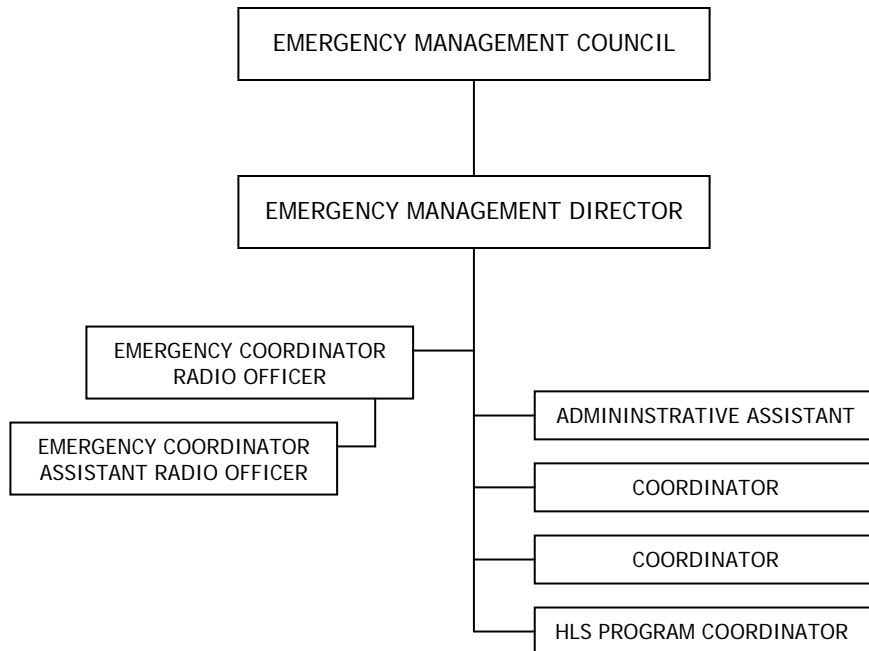 EMERGENCY MANAGEMENT COUNCIL
EMERGENCY MANAGEMENT DIRECTOR
EMERGENCY COORDINATOR
RADIO OFFICER
EMERGENCY COORDINATOR
ASSISTANT RADIO OFFICER
ADMININSTRATIVE ASSISTANT
COORDINATOR
COORDINATOR
HLS PROGRAM COORDINATOR